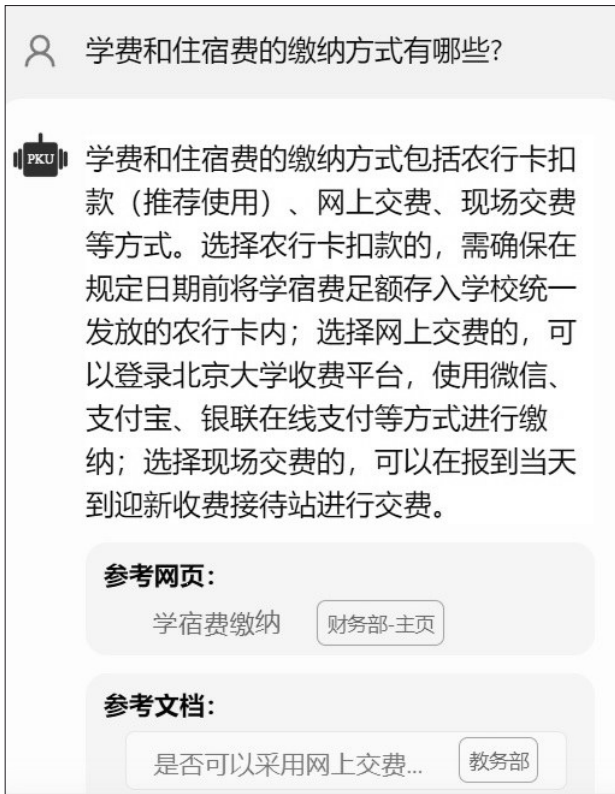 学费和住宿费的缴纳方式有哪些?
PKU
学费和住宿费的缴纳方式包括农行卡扣
款（推荐使用）、网上交费、现场交费
等方式。选择农行卡扣款的，需确保在
规定日期前将学宿费足额存入学校统一
发放的农行卡内；选择网上交费的，可
以登录北京大学收费平台，使用微信、
支付宝、银联在线支付等方式进行缴
纳；选择现场交费的，可以在报到当天
到迎新收费接待站进行交费。
参考网页：
学宿费缴纳 财务部-主页
参考文档：
是否可以采用网上交费... 教务部